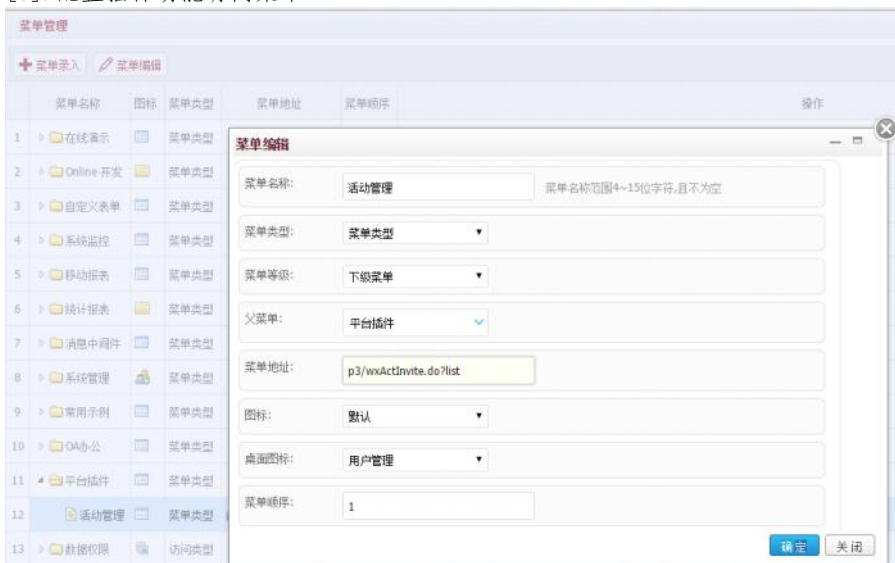 菜单管理
菜单录入 菜单编辑
菜单名称 图标 菜单类型 菜单地址 菜单顺序 操作
1 在线演示 菜单类型
2 Online 开发 菜单类型
3 自定义表单 菜单类型
4 系统监控 菜单类型
5 移动报表 菜单类型
6 统计报表 菜单类型
7 消息中间件 菜单类型
8 系统管理 菜单类型
9 常用示例 菜单类型
10 OA办公 菜单类型
11 平台插件 菜单类型
12 活动管理 菜单类型
13 数据权限 访问类型
菜单编辑
菜单名称: 活动管理 菜单名称范围4~15位字符,且不为空
菜单类型: 菜单类型
菜单等级: 下级菜单
父菜单: 平台插件
菜单地址: p3/wxActInvite.do?list
图标: 默认
桌面图标: 用户管理
菜单顺序: 1
确定 关闭